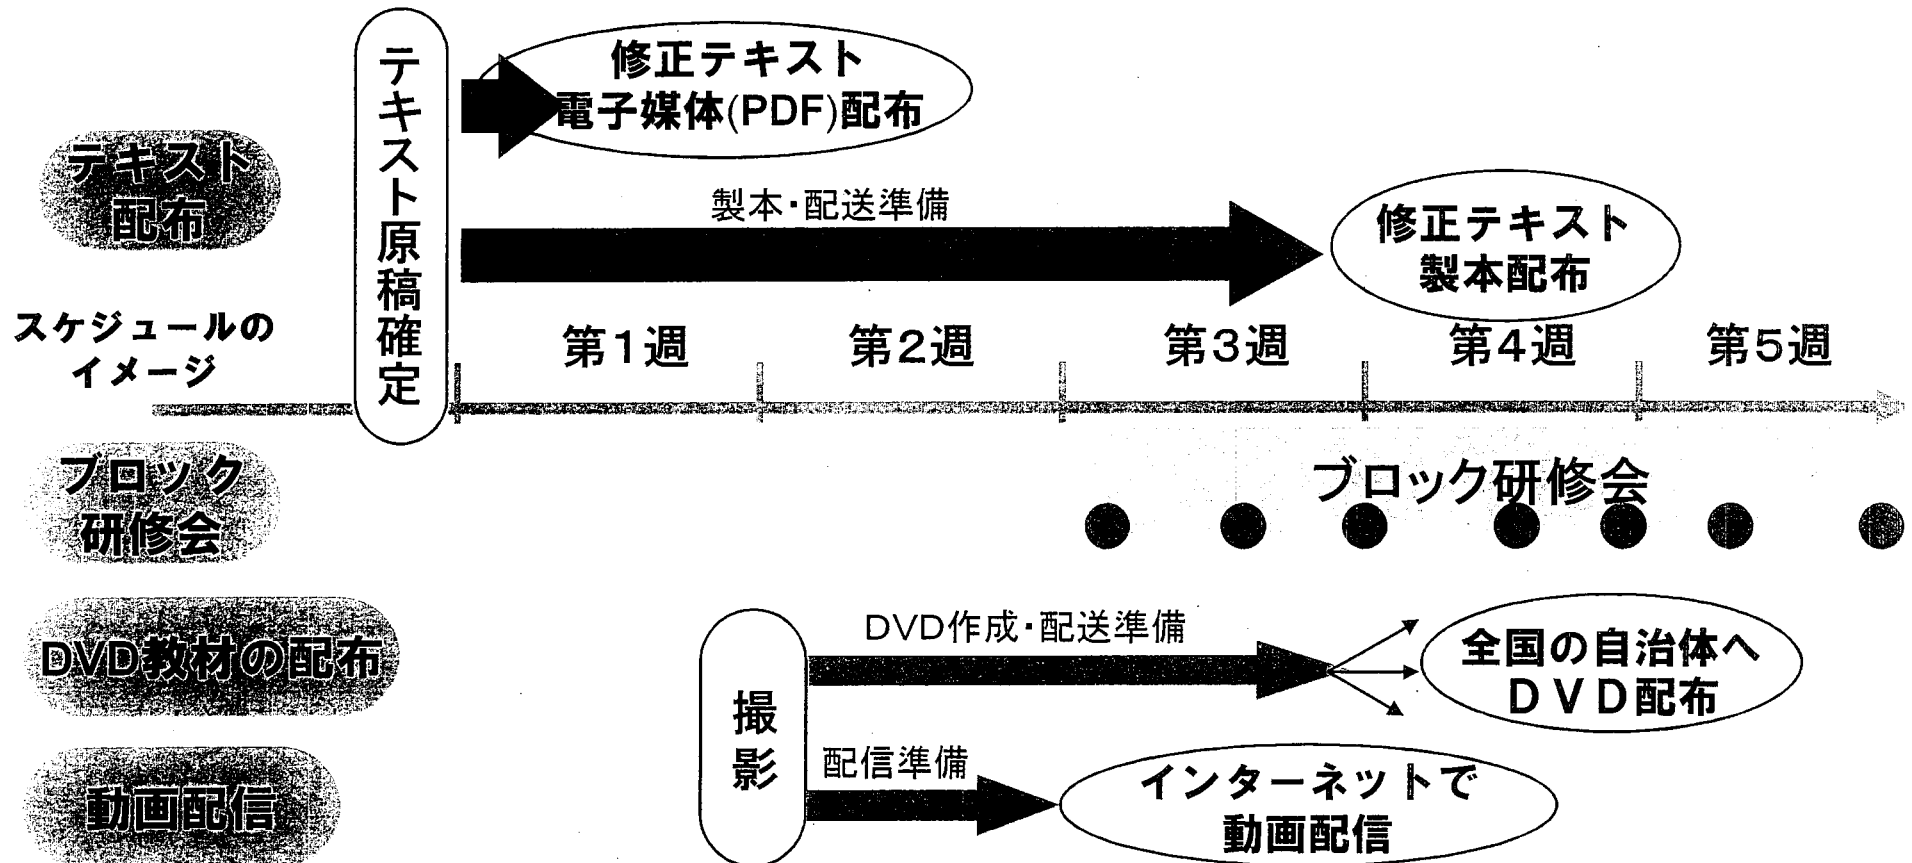 テキスト原稿確定
修正テキスト
電子媒体(PDF)配布
テキスト
配布
製本・配送準備
修正テキスト
製本配布
スケジュールの
イメージ
第1週
第2週
第3週
第4週
第5週
ブロック
研修会
ブロック研修会
DVD教材の配布
撮影
DVD作成・配送準備
全国の自治体へ
DVD配布
動画配信
配信準備
インターネットで
動画配信